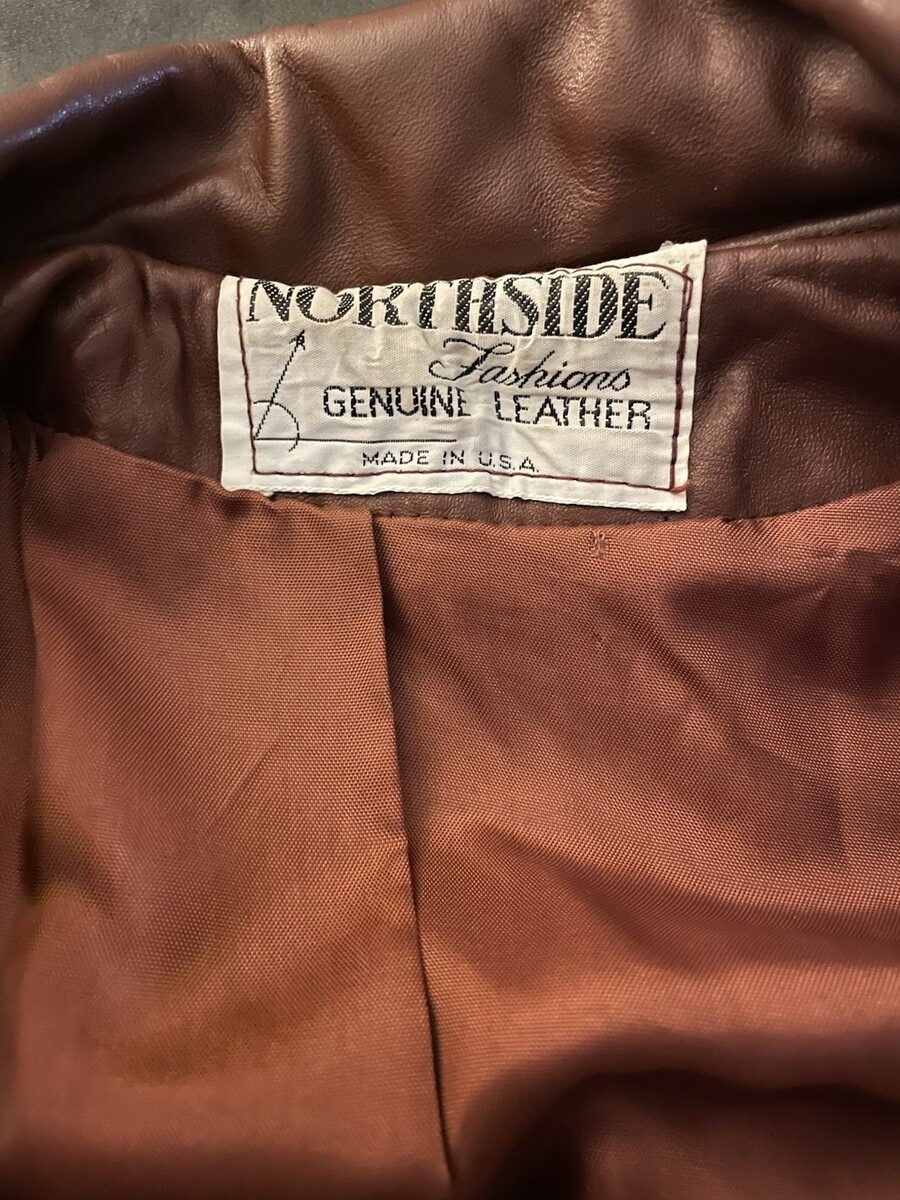 NORTHSIDE
Fashions
GENUINE LEATHER
MADE IN U.S.A.